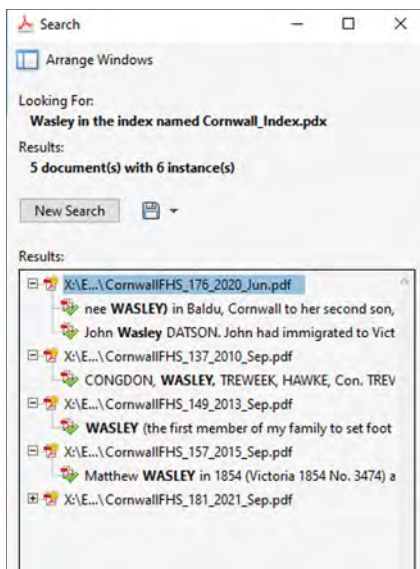 Search
Arrange Windows
Looking For:
Wasley in the index named Cornwall_Index.pdx
Results:
5 document(s) with 6 instance(s)
New Search
Results:
X:\E...\CornwallFHS_176_2020_Jun.pdf
nee WASLEY) in Baldu, Cornwall to her second son,
John Wasley DATSON. John had immigrated to Vict
X:\E...\CornwallFHS_137_2010_Sep.pdf
CONGDON, WASLEY, TREWEEK, HAWKE, Con. TREV
X:\E...\CornwallFHS_149_2013_Sep.pdf
WASLEY (the first member of my family to set foot
X:\E...\CornwallFHS_157_2015_Sep.pdf
Matthew WASLEY in 1854 (Victoria 1854 No. 3474) a
X:\E...\CornwallFHS_181_2021_Sep.pdf